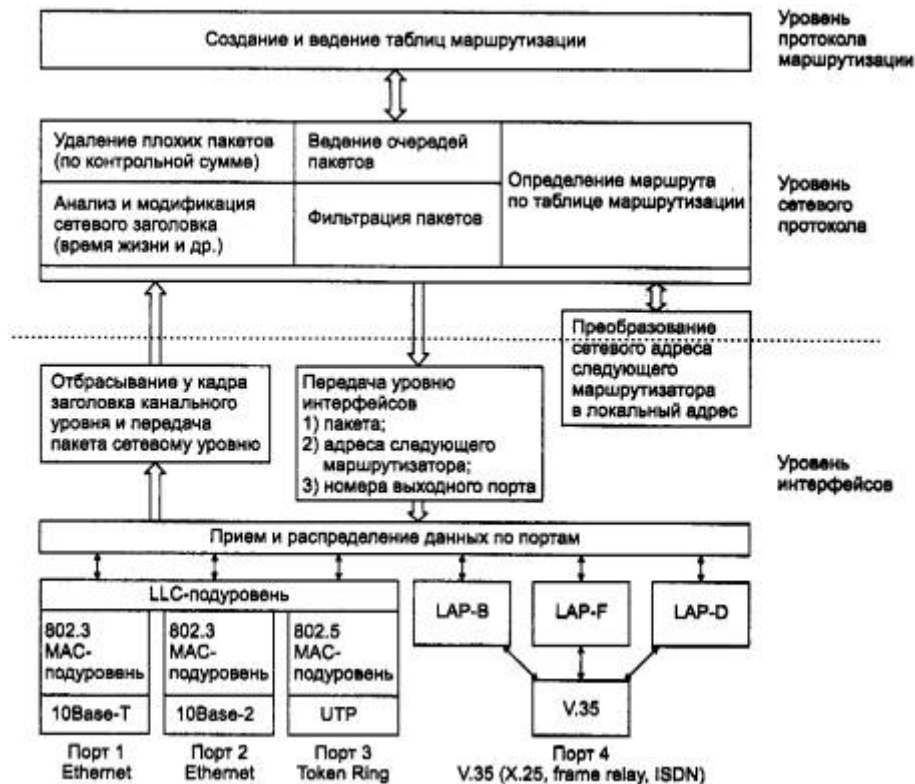 Создание и ведение таблиц маршрутизации
Уровень
протокола
маршрутизации
Удаление плохих пакетов
(по контрольной сумме)
Ведение очередей
пакетов
Анализ и модификация
сетевого заголовка
(время жизни и др.)
Фильтрация пакетов
Определение маршрута
по таблице маршрутизации
Уровень
сетевого
протокола
Отбрасывание у кадра
заголовка канального
уровня и передача
пакета сетевому уровню
Передача уровню
интерфейсов
1) пакета;
2) адреса следующего
маршрутизатора;
3) номера выходного порта
Преобразование
сетевого адреса
следующего
маршрутизатора
в локальный адрес
Уровень
интерфейсов
Прием и распределение данных по портам
LLC-подуровень
802.3
МАС-
подуровень
10Base-T
802.3
МАС-
подуровень
10Base-2
802.5
МАС-
подуровень
UTP
LAP-B
LAP-F
LAP-D
V.35
Порт 1
Ethernet
Порт 2
Ethernet
Порт 3
Token Ring
Порт 4
V.35 (X.25, frame relay, ISDN)